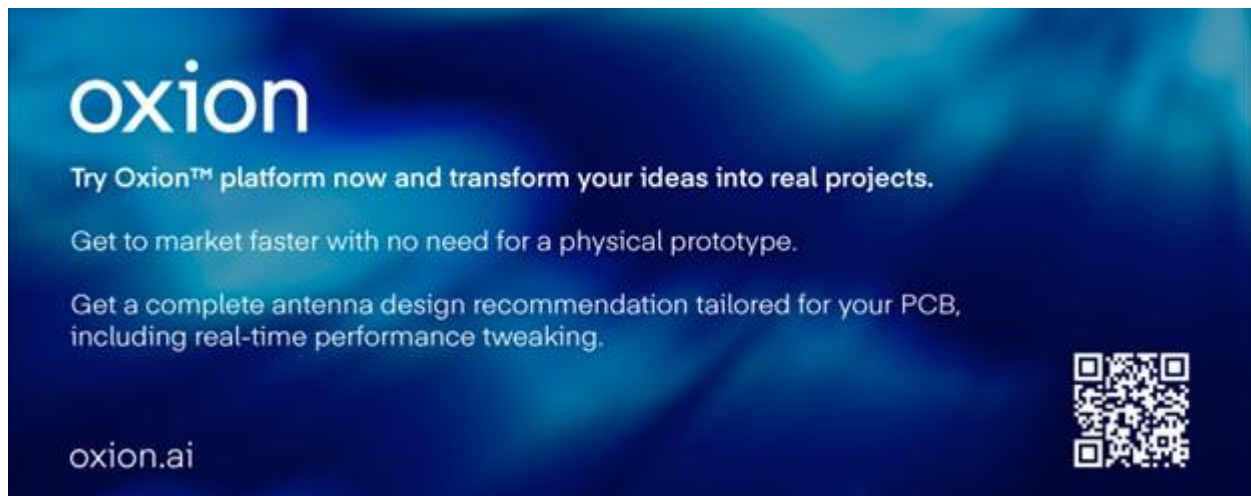 oxion
Try Oxion™ platform now and transform your ideas into real projects.
Get to market faster with no need for a physical prototype.
Get a complete antenna design recommendation tailored for your PCB,
including real-time performance tweaking.
oxion.ai